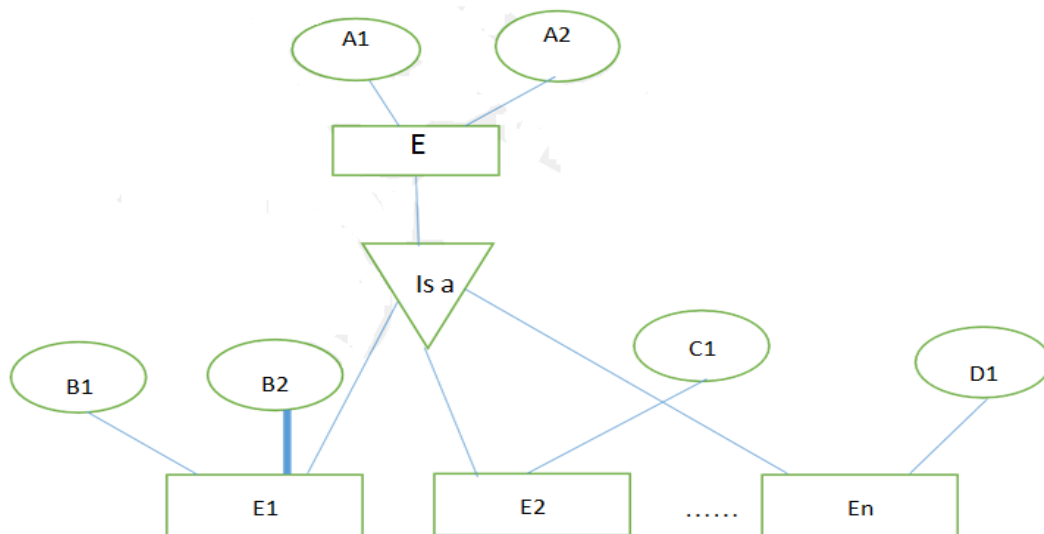 A1
A2
E
Is a
B1
B2
C1
D1
E1
E2
......
En